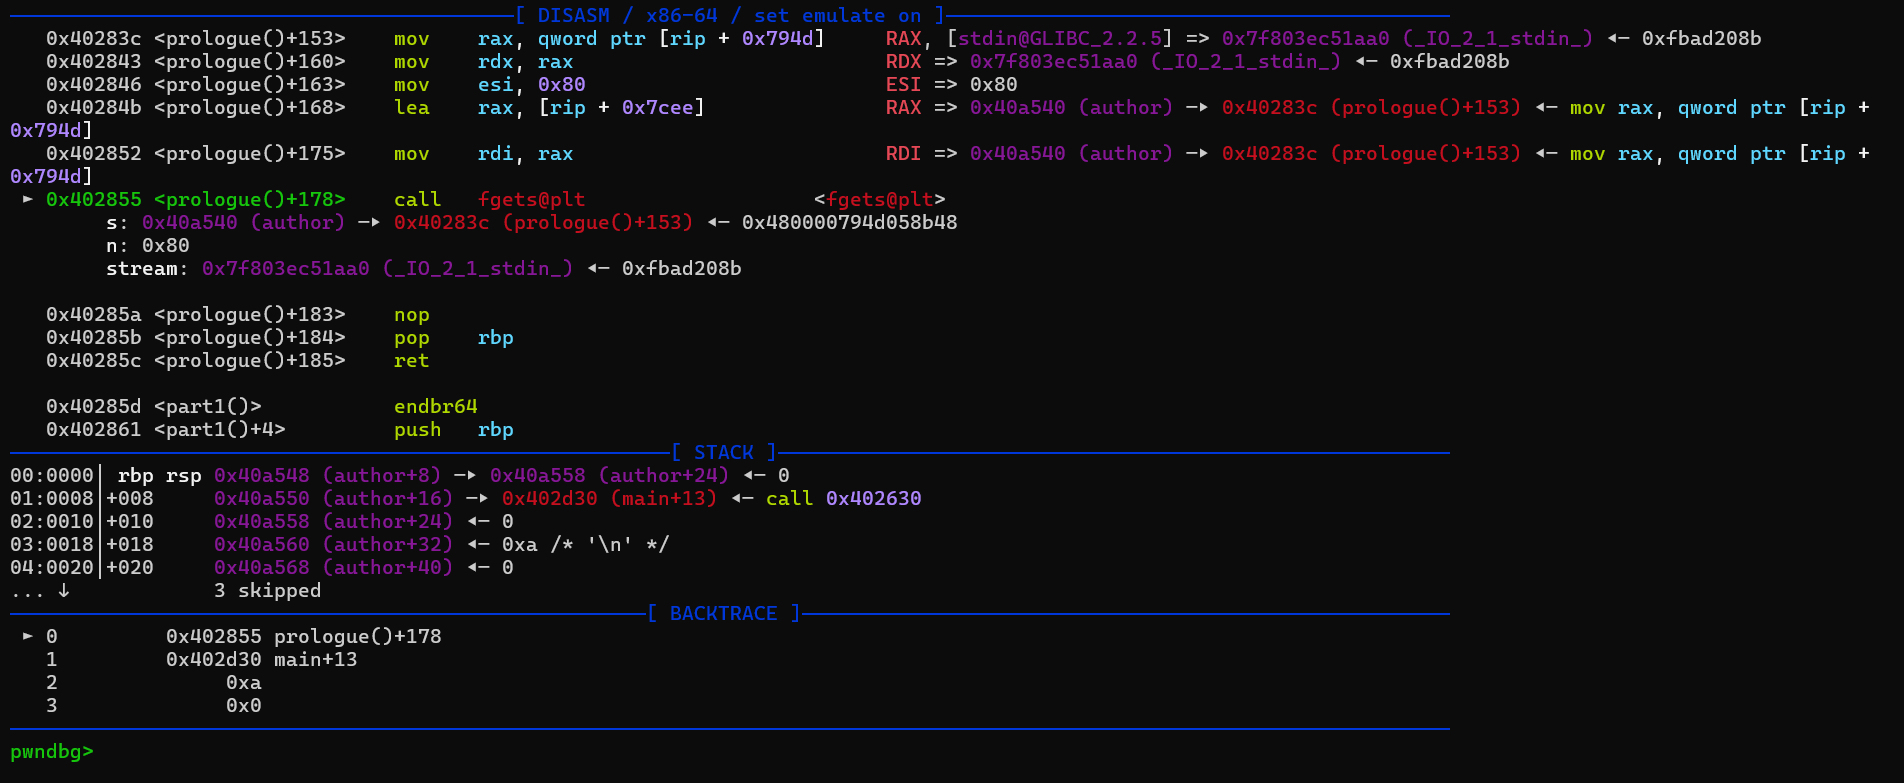 [ DISASM / x86-64 / set emulate on ]
0x40283c <prologue()+153> mov rax, qword ptr [rip + 0x794d] RAX, [stdin@GLIBC_2.2.5] => 0x7f803ec51aa0 (_IO_2_1_stdin_) ◂— 0xfbad208b
0x402843 <prologue()+160> mov rdx, rax RDX => 0x7f803ec51aa0 (_IO_2_1_stdin_) ◂— 0xfbad208b
0x402846 <prologue()+163> mov esi, 0x80 ESI => 0x80
0x40284b <prologue()+168> lea rax, [rip + 0x7cee] RAX => 0x40a540 (author) —▸ 0x40283c (prologue()+153) ◂— mov rax, qword ptr [rip +
0x794d]
0x402852 <prologue()+175> mov rdi, rax RDI => 0x40a540 (author) —▸ 0x40283c (prologue()+153) ◂— mov rax, qword ptr [rip +
0x794d]
► 0x402855 <prologue()+178> call fgets@plt <fgets@plt>
s: 0x40a540 (author) —▸ 0x40283c (prologue()+153) ◂— 0x480000794d058b48
n: 0x80
stream: 0x7f803ec51aa0 (_IO_2_1_stdin_) ◂— 0xfbad208b
0x40285a <prologue()+183> nop
0x40285b <prologue()+184> pop rbp
0x40285c <prologue()+185> ret
0x40285d <part1()> endbr64
0x402861 <part1()+4> push rbp
[ STACK ]
00:0000│ rbp rsp 0x40a548 (author+8) —▸ 0x40a558 (author+24) ◂— 0
01:0008│+008 0x40a550 (author+16) —▸ 0x402d30 (main+13) ◂— call 0x402630
02:0010│+010 0x40a558 (author+24) ◂— 0
03:0018│+018 0x40a560 (author+32) ◂— 0xa /* '\n' */
04:0020│+020 0x40a568 (author+40) ◂— 0
... ↓ 3 skipped
[ BACKTRACE ]
► 0 0x402855 prologue()+178
1 0x402d30 main+13
2 0xa
3 0x0
pwndbg>